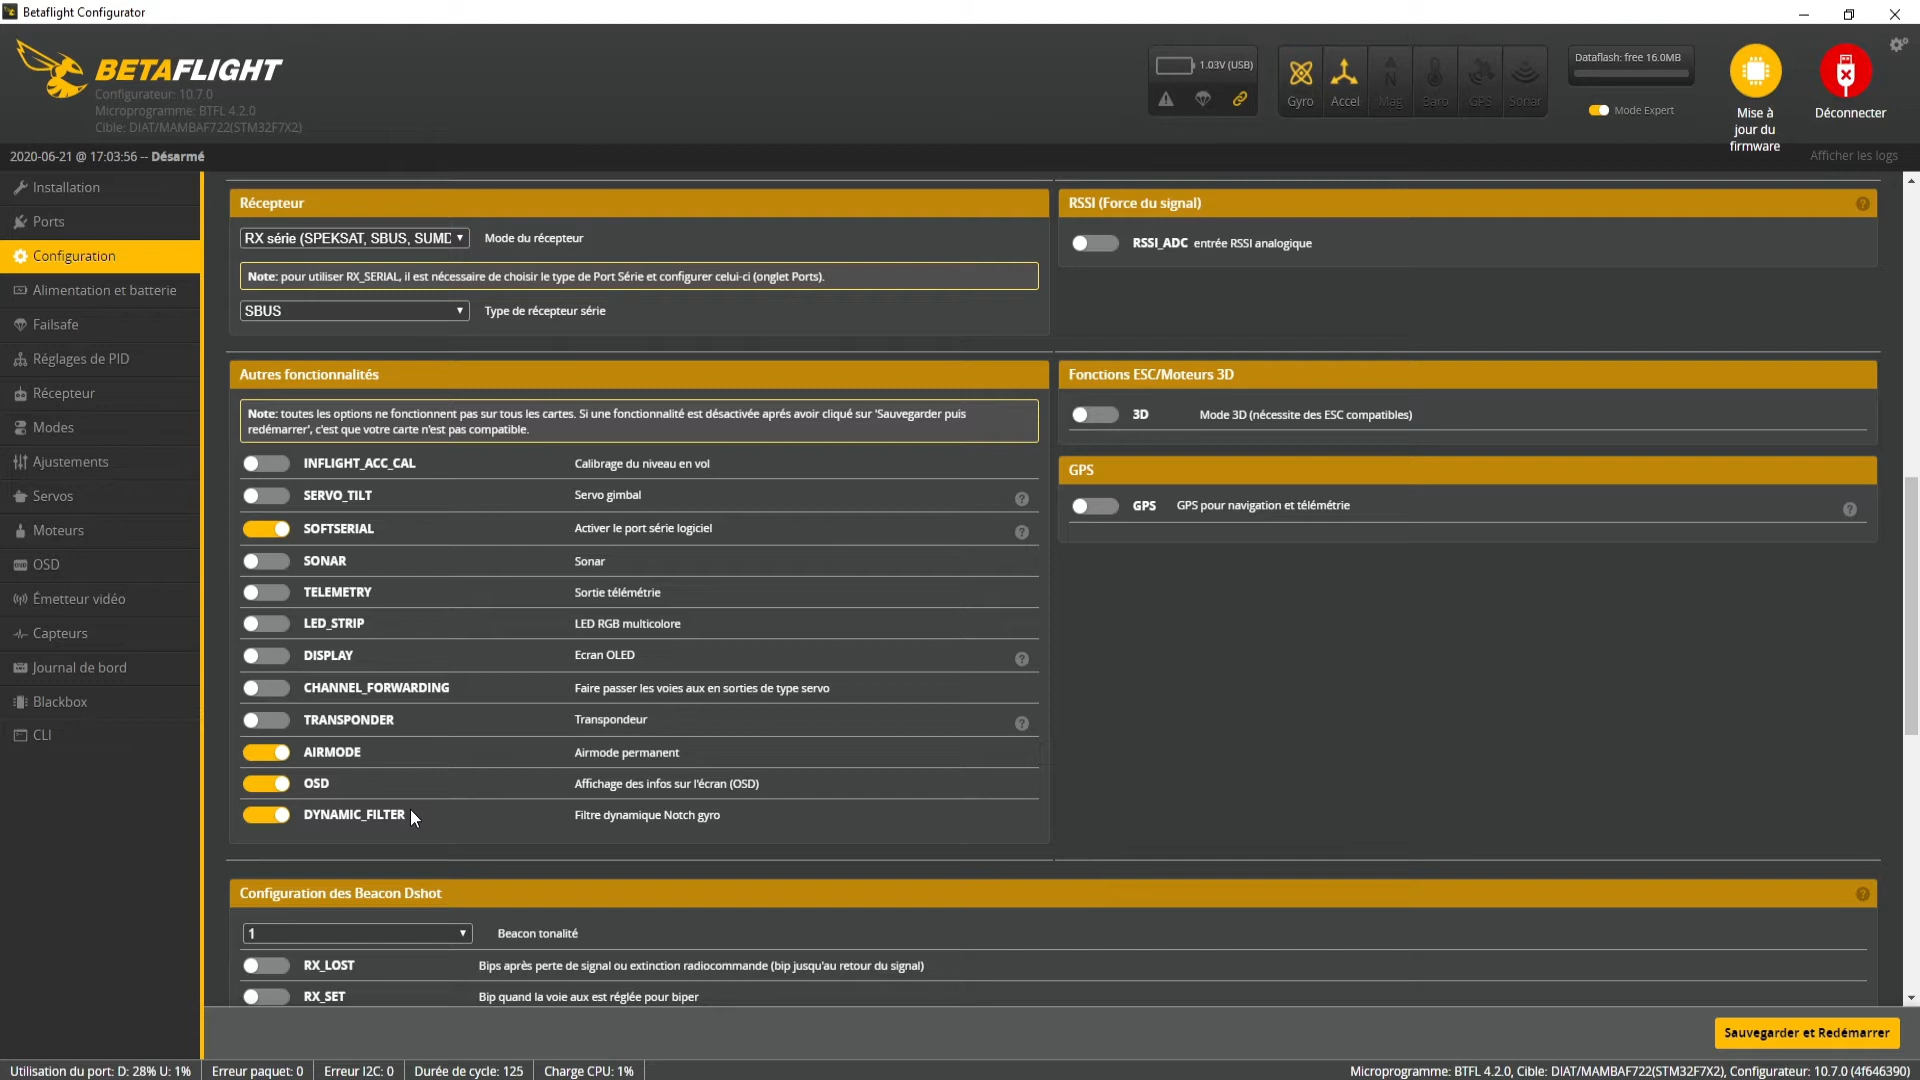 Betaflight Configurator
BETAFLIGHT
Configurateur: 10.7.0
Microprogramme: BTFL 4.2.0
Cible: DIAT/MAMBAF722(STM32F7X2)
1.03V (USB)
Gyro
Accel
Mag
Baro
GPS
Sonar
Dataflash: free 16.0MB
Mode Expert
Mise à
jour du
firmware
Déconnecter
2020-06-21 @ 17:03:56 -- Désarmé
Afficher les logs
Installation
Ports
Configuration
Alimentation et batterie
Failsafe
Réglages de PID
Récepteur
Modes
Ajustements
Servos
Moteurs
OSD
Émetteur vidéo
Capteurs
Journal de bord
Blackbox
CLI
Récepteur
RX série (SPEKSAT, SBUS, SUMD
Mode du récepteur
Note: pour utiliser RX_SERIAL, il est nécessaire de choisir le type de Port Série et configurer celui-ci (onglet Ports).
SBUS
Type de récepteur série
RSSI (Force du signal)
RSSI_ADC entrée RSSI analogique
Autres fonctionnalités
Note: toutes les options ne fonctionnent pas sur tous les cartes. Si une fonctionnalité est désactivée aprés avoir cliqué sur 'Sauvegarder puis
redémarrer', c'est que votre carte n'est pas compatible.
INFLIGHT_ACC_CAL Calibrage du niveau en vol
SERVO_TILT Servo gimbal
SOFTSERIAL Activer le port série logiciel
SONAR Sonar
TELEMETRY Sortie télémétrie
LED_STRIP LED RGB multicolore
DISPLAY Ecran OLED
CHANNEL_FORWARDING Faire passer les voies aux en sorties de type servo
TRANSPONDER Transpondeur
AIRMODE Airmode permanent
OSD Affichage des infos sur l'écran (OSD)
DYNAMIC_FILTER Filtre dynamique Notch gyro
Fonctions ESC/Moteurs 3D
3D Mode 3D (nécessite des ESC compatibles)
GPS
GPS GPS pour navigation et télémétrie
Configuration des Beacon Dshot
1 Beacon tonalité
RX_LOST Bips après perte de signal ou extinction radiocommande (bip jusqu'au retour du signal)
RX_SET Bip quand la voie aux est réglée pour biper
Sauvegarder et Redémarrer
Utilisation du port: D: 28% U: 1% Erreur paquet: 0 Erreur I2C: 0 Durée de cycle: 125 Charge CPU: 1% Microprogramme: BTFL 4.2.0, Cible: DIAT/MAMBAF722(STM32F7X2), Configurateur: 10.7.0 (4f646390)